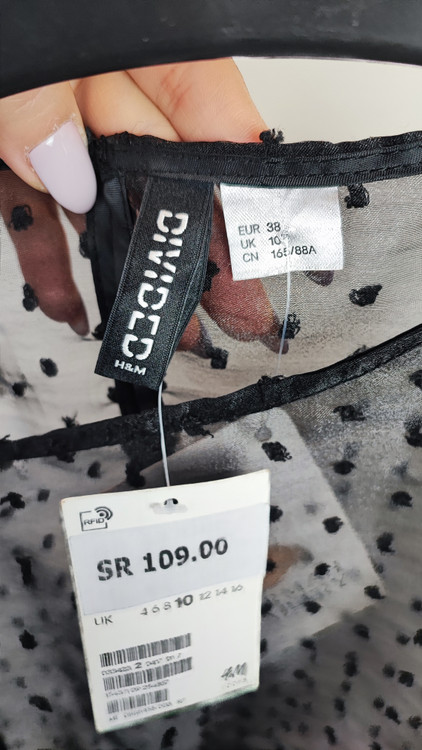 DIVIDED
H&M
EUR 38
UK 10
CN 165/88A
RFID
SR 109.00
UK 4 6 8 10 12 14 16
H&M